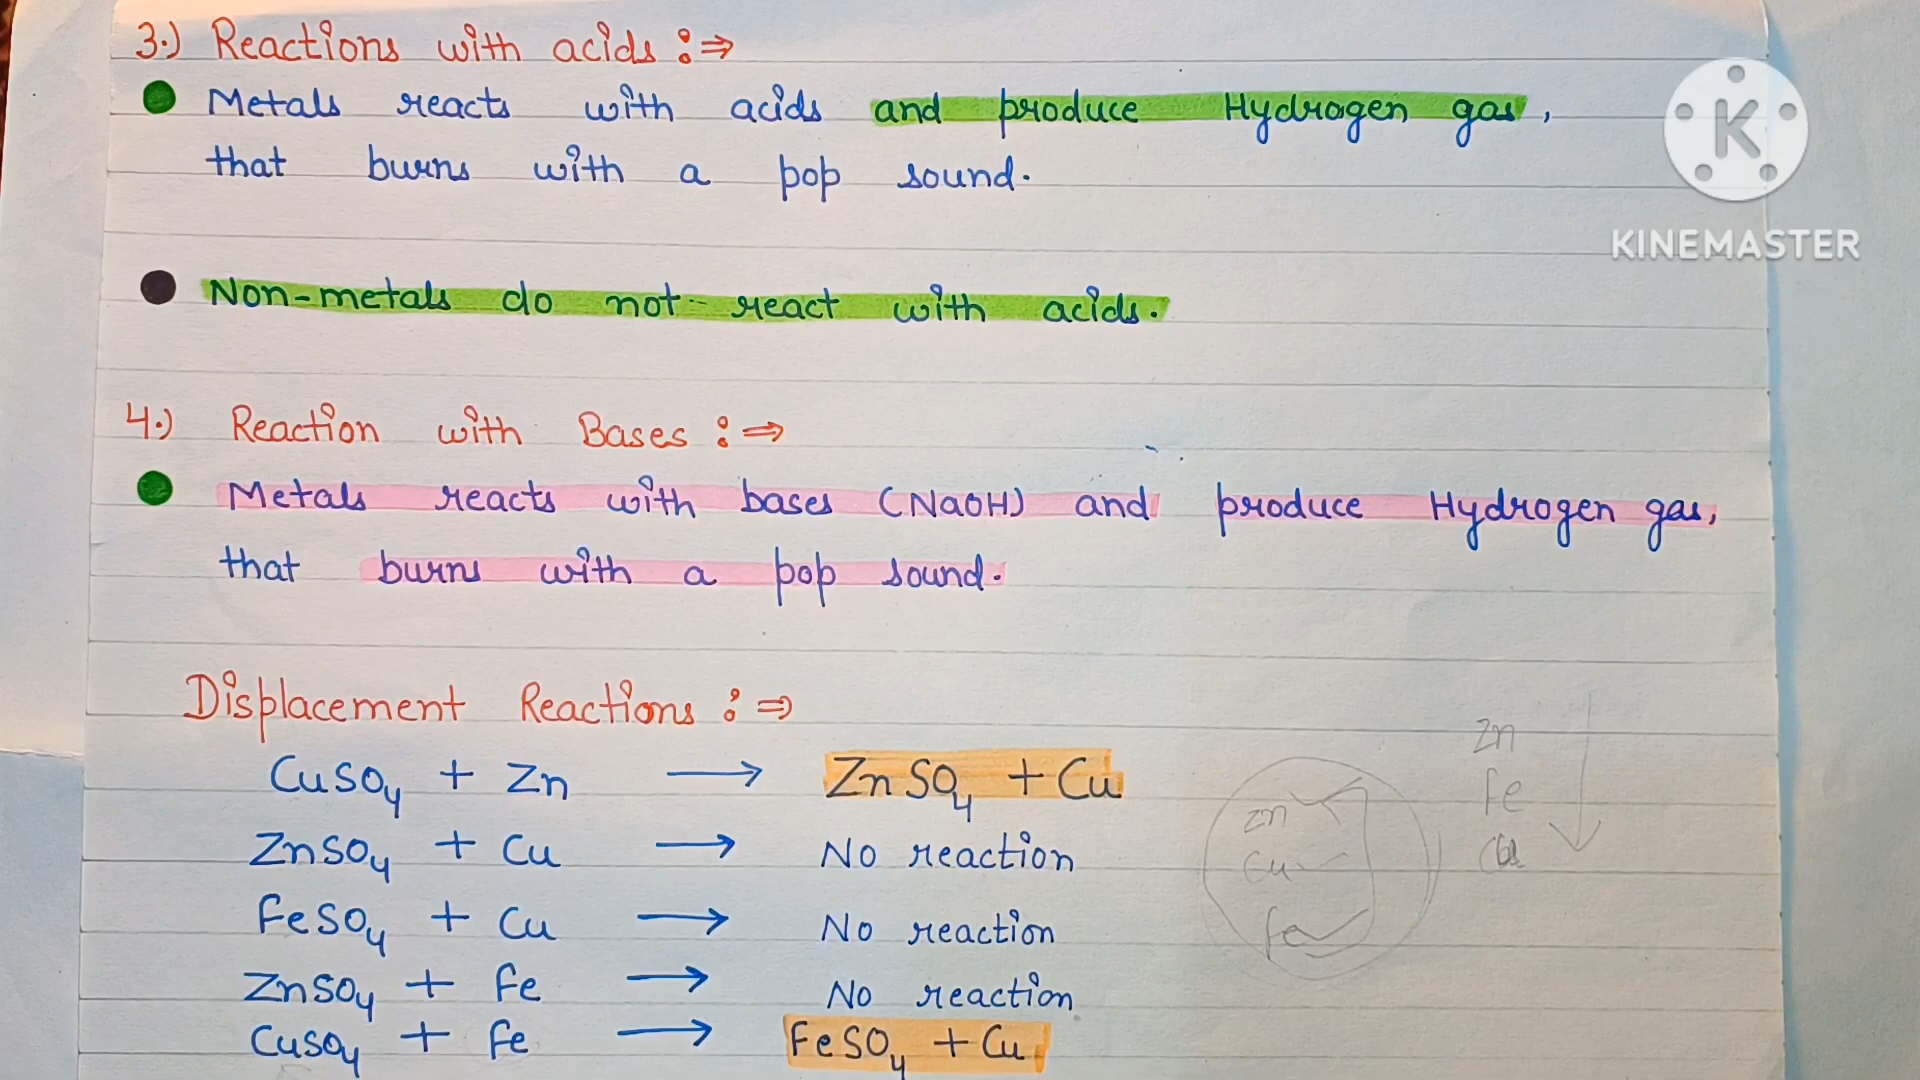 3.) Reactions with acids :⇒
Metals reacts with acids and produce Hydrogen gas,
that burns with a pop sound.
Non-metals do not react with acids.
4.) Reaction with Bases :⇒
Metals reacts with bases (NaOH) and produce Hydrogen gas,
that burns with a pop sound.
Displacement Reactions :⇒
CuSO₄ + Zn → ZnSO₄ + Cu
ZnSO₄ + Cu → No reaction
FeSO₄ + Cu → No reaction
ZnSO₄ + Fe → No reaction
CuSO₄ + Fe → FeSO₄ + Cu
Zn
Cu
Fe
Zn
Fe
Cu
K
KINEMASTER